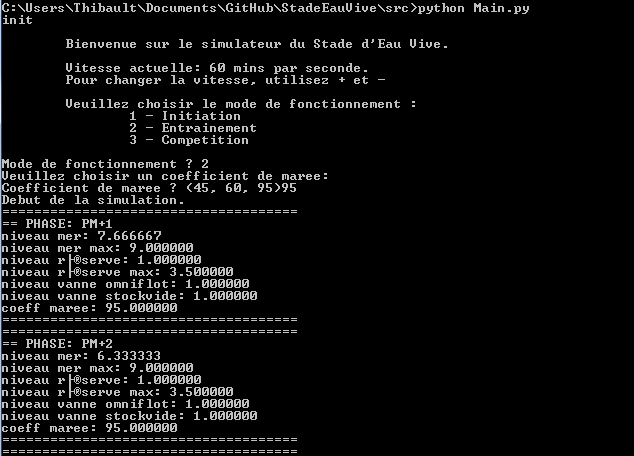 C:\Users\Thibault\Documents\GitHub\StadeEauVive\src>python Main.py
init
Bienvenue sur le simulateur du Stade d'Eau Vive.
Vitesse actuelle: 60 mins par seconde.
Pour changer la vitesse, utilisez + et -
Veuillez choisir le mode de fonctionnement :
1 - Initiation
2 - Entrainement
3 - Competition
Mode de fonctionnement ? 2
Veuillez choisir un coefficient de maree:
Coefficient de maree ? (45, 60, 95)95
Debut de la simulation.
=====================================
== PHASE: PM+1
niveau mer: 7.666667
niveau mer max: 9.000000
niveau r├®serve: 1.000000
niveau r├®serve max: 3.500000
niveau vanne omniflot: 1.000000
niveau vanne stockvide: 1.000000
coeff maree: 95.000000
=====================================
=====================================
== PHASE: PM+2
niveau mer: 6.333333
niveau mer max: 9.000000
niveau r├®serve: 1.000000
niveau r├®serve max: 3.500000
niveau vanne omniflot: 1.000000
niveau vanne stockvide: 1.000000
coeff maree: 95.000000
=====================================
=====================================